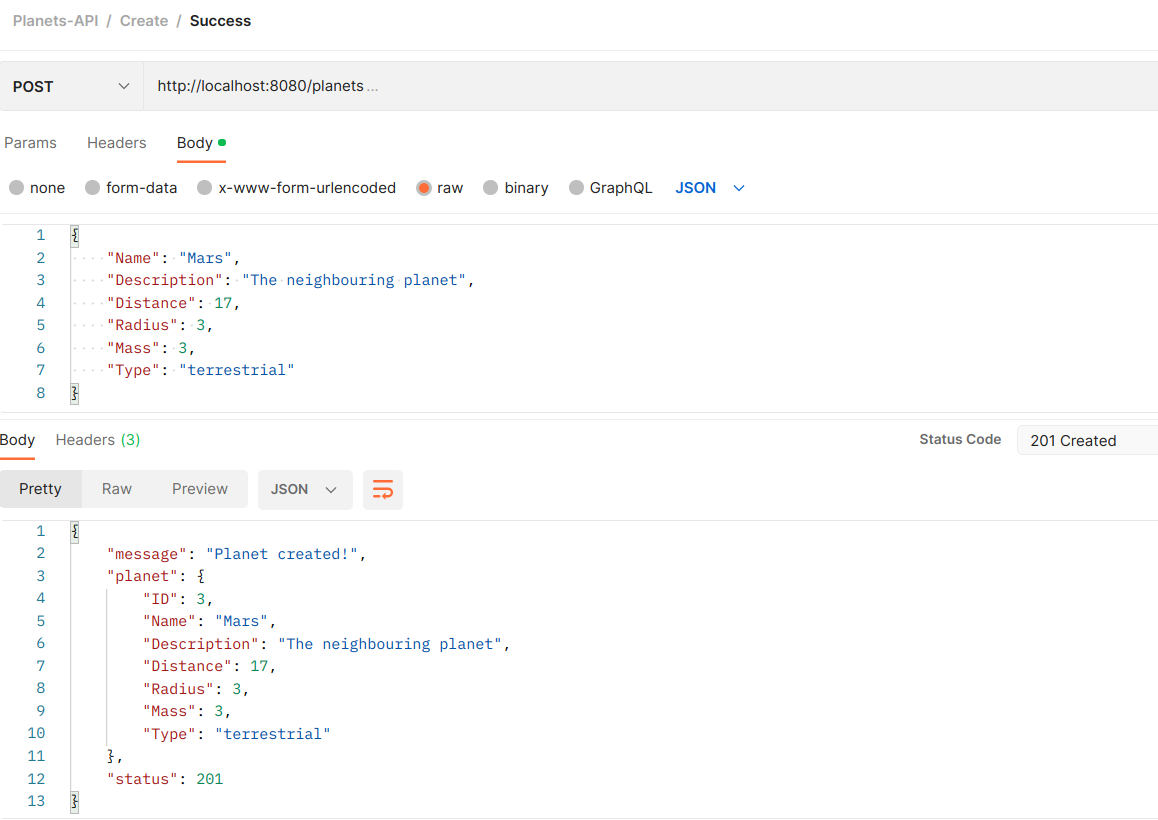 Planets-API / Create / Success
POST http://localhost:8080/planets ...
Params Headers Body
none form-data x-www-form-urlencoded raw binary GraphQL JSON
1 {
2 "Name": "Mars",
3 "Description": "The neighbouring planet",
4 "Distance": 17,
5 "Radius": 3,
6 "Mass": 3,
7 "Type": "terrestrial"
8 }
Body Headers (3) Status Code 201 Created
Pretty Raw Preview JSON
1 {
2 "message": "Planet created!",
3 "planet": {
4 "ID": 3,
5 "Name": "Mars",
6 "Description": "The neighbouring planet",
7 "Distance": 17,
8 "Radius": 3,
9 "Mass": 3,
10 "Type": "terrestrial"
11 },
12 "status": 201
13 }